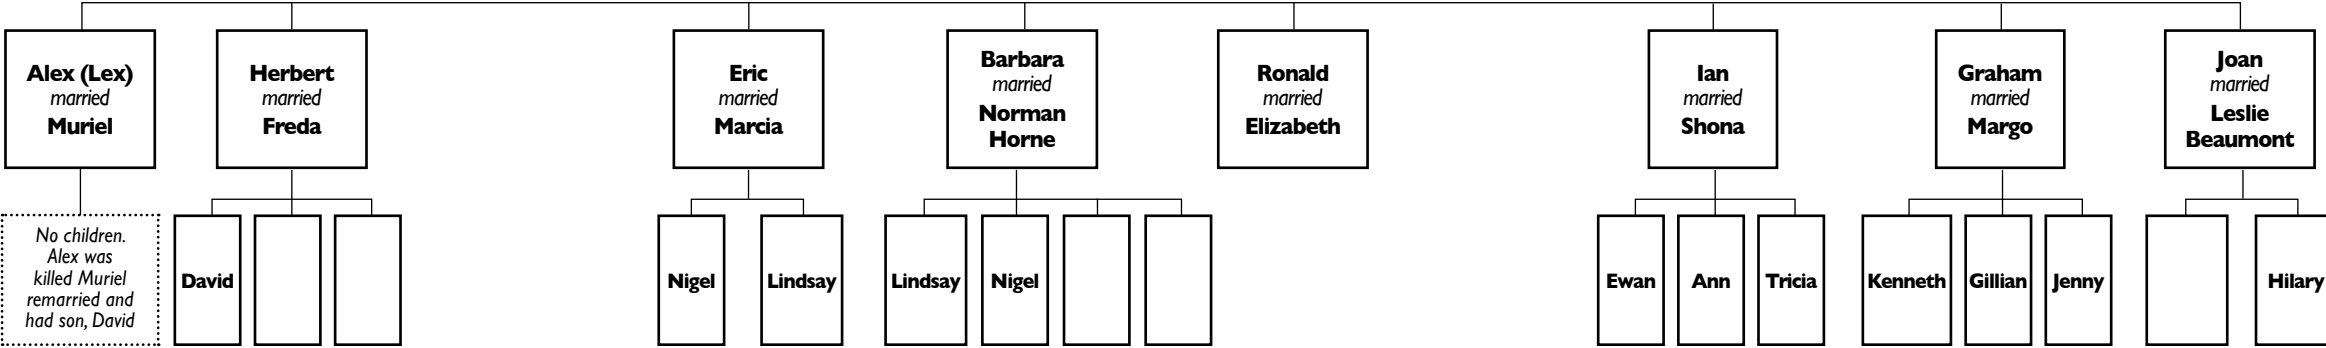 Alex (Lex)
married
Muriel
Herbert
married
Freda
Eric
married
Marcia
Barbara
married
Norman
Horne
Ronald
married
Elizabeth
Ian
married
Shona
Graham
married
Margo
Joan
married
Leslie
Beaumont
No children.
Alex was
killed Muriel
remarried and
had son, David
David
Nigel
Lindsay
Lindsay
Nigel
Ewan
Ann
Tricia
Kenneth
Gillian
Jenny
Hilary